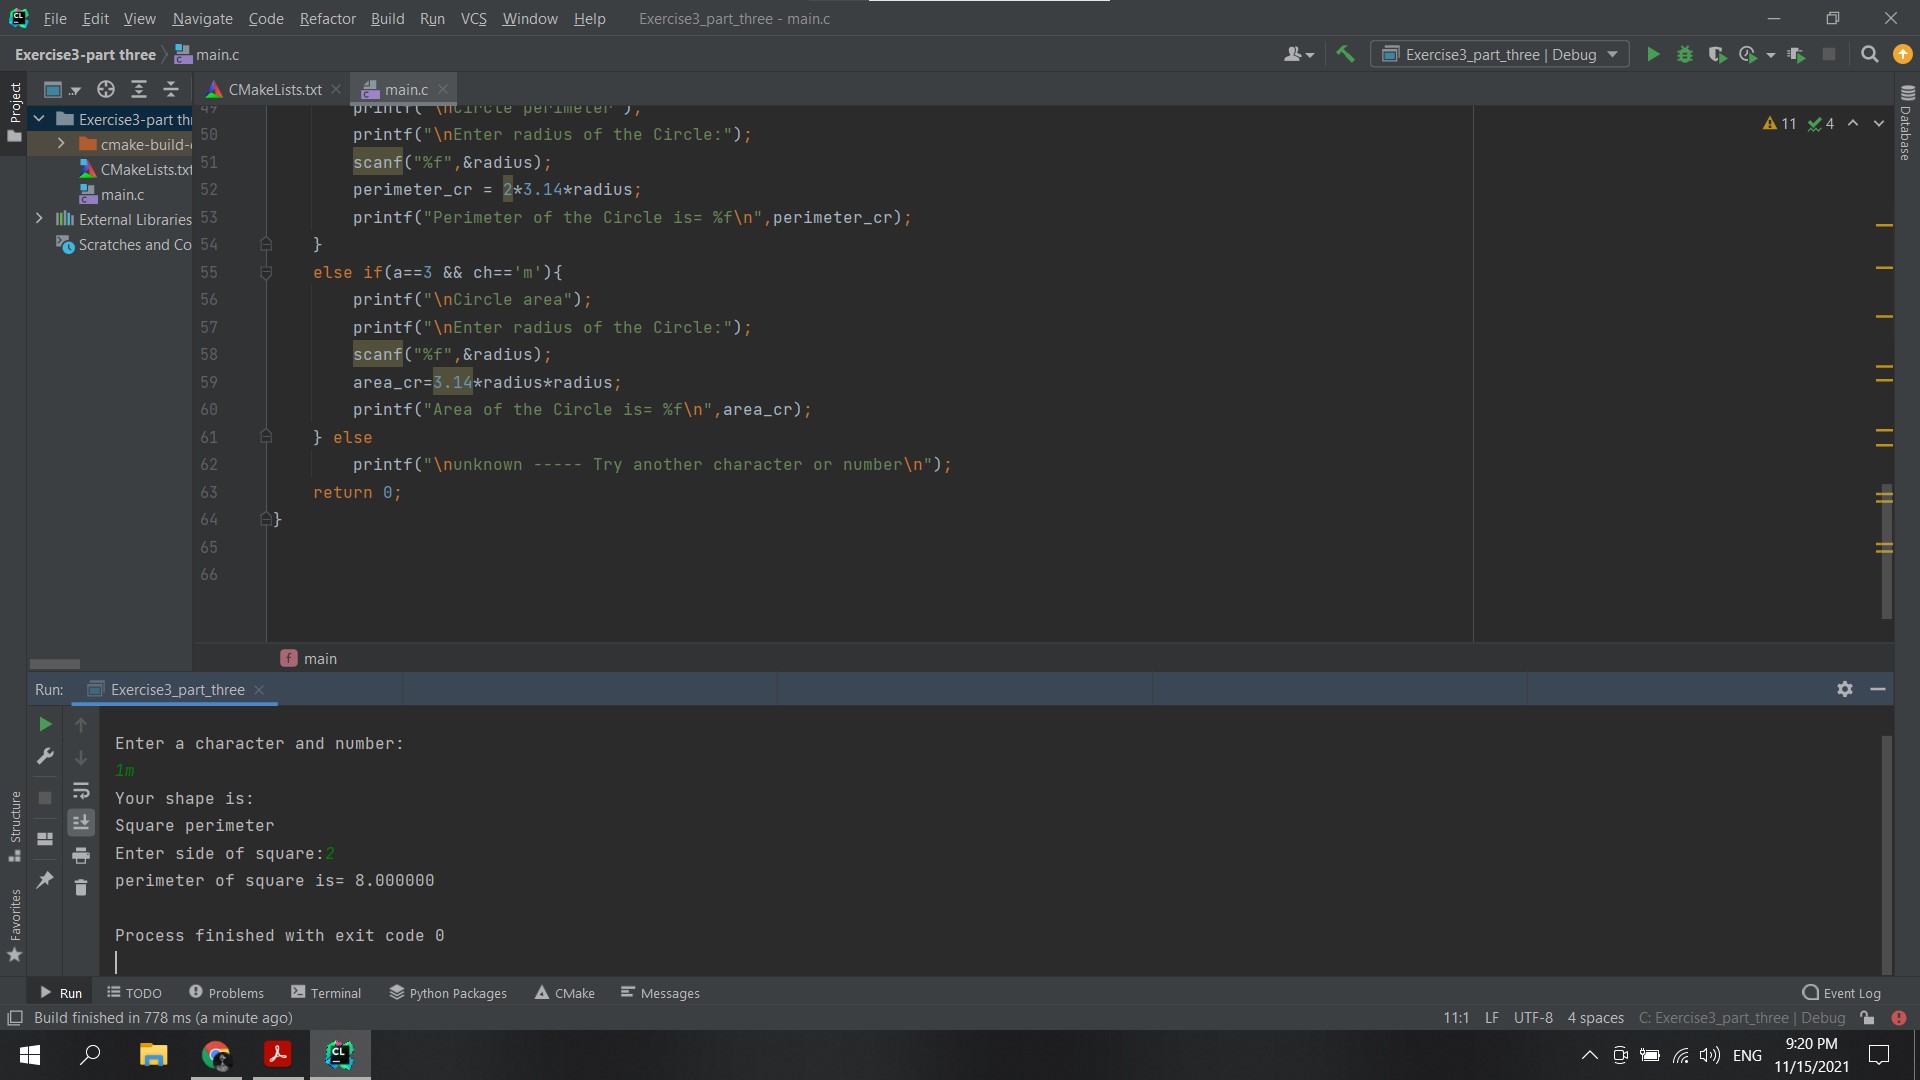 File Edit View Navigate Code Refactor Build Run VCS Window Help Exercise3_part_three - main.c
Exercise3-part three main.c Exercise3_part_three | Debug
Project
CMakeLists.txt main.c
Exercise3-part th
cmake-build-
CMakeLists.txt
main.c
External Libraries
Scratches and Co
11 4
Database
49 printf("\nCircle perimeter");
50 printf("\nEnter radius of the Circle:");
51 scanf("%f",&radius);
52 perimeter_cr = 2*3.14*radius;
53 printf("Perimeter of the Circle is= %f\n",perimeter_cr);
54 }
55 else if(a==3 && ch=='m'){
56 printf("\nCircle area");
57 printf("\nEnter radius of the Circle:");
58 scanf("%f",&radius);
59 area_cr=3.14*radius*radius;
60 printf("Area of the Circle is= %f\n",area_cr);
61 } else
62 printf("\nunknown ----- Try another character or number\n");
63 return 0;
64 }
65
66
f main
Run: Exercise3_part_three
Enter a character and number:
1m
Your shape is:
Square perimeter
Enter side of square:2
perimeter of square is= 8.000000
Process finished with exit code 0
Structure
Favorites
Run TODO Problems Terminal Python Packages CMake Messages Event Log
Build finished in 778 ms (a minute ago) 11:1 LF UTF-8 4 spaces C: Exercise3_part_three | Debug
CL ENG 9:20 PM
11/15/2021